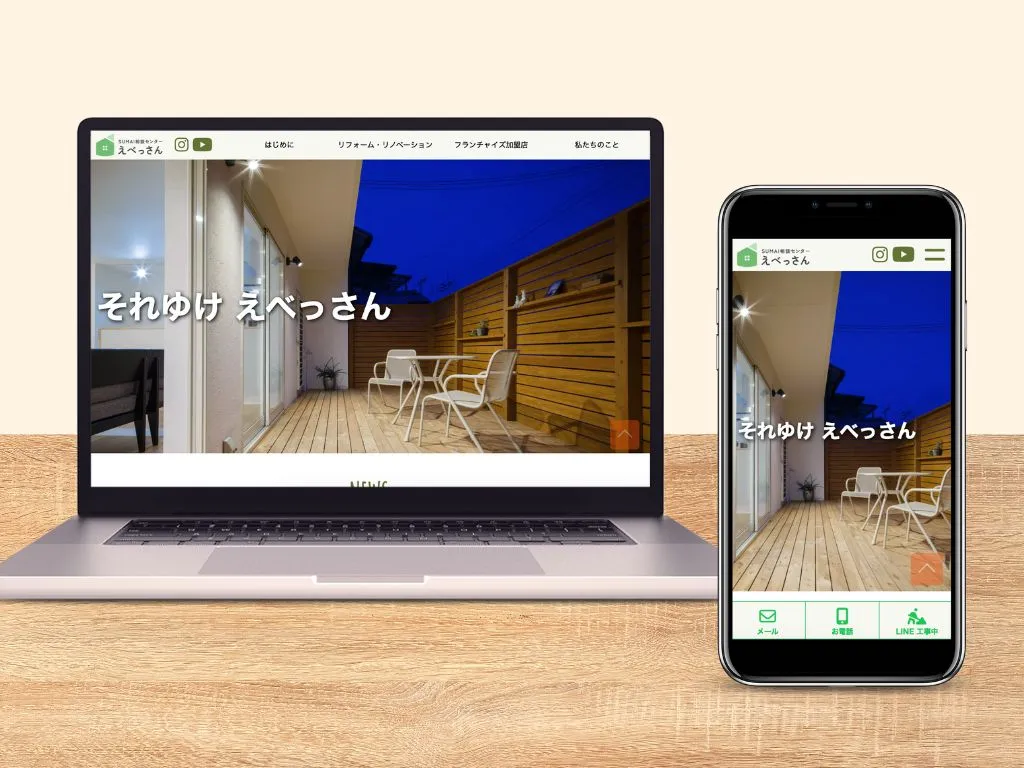 SUMAI相談センター
えべっさん
はじめに
リフォーム・リノベーション
フランチャイズ加盟店
私たちのこと
それゆけ えべっさん
NEWS
SUMAI相談センター
えべっさん
それゆけ えべっさん
メール
お電話
LINE 工事中